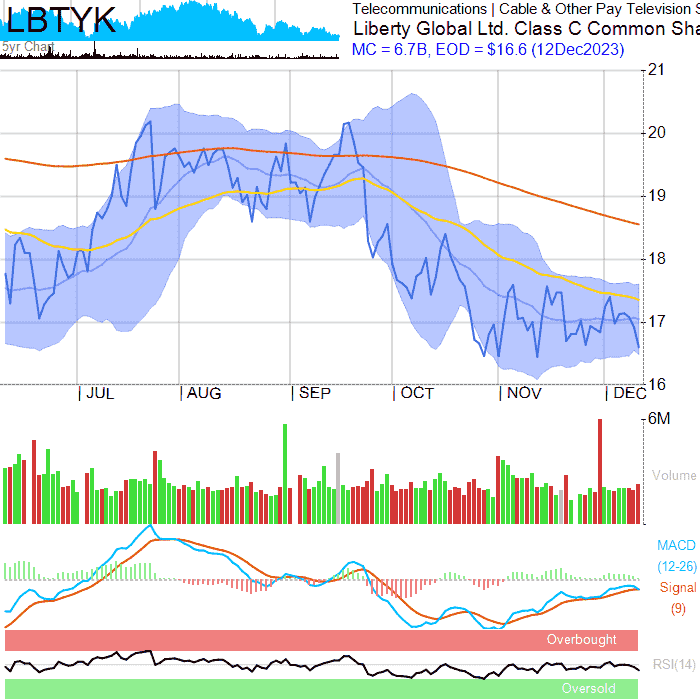 LBTYK
5yr Chart
Telecommunications | Cable & Other Pay Television S
Liberty Global Ltd. Class C Common Sha
MC = 6.7B, EOD = $16.6 (12Dec2023)
21
20
19
18
17
16
| JUL | AUG | SEP | OCT | NOV | DEC
6M
Volume
MACD
(12-26)
Signal
(9)
Overbought
RSI(14)
Oversold